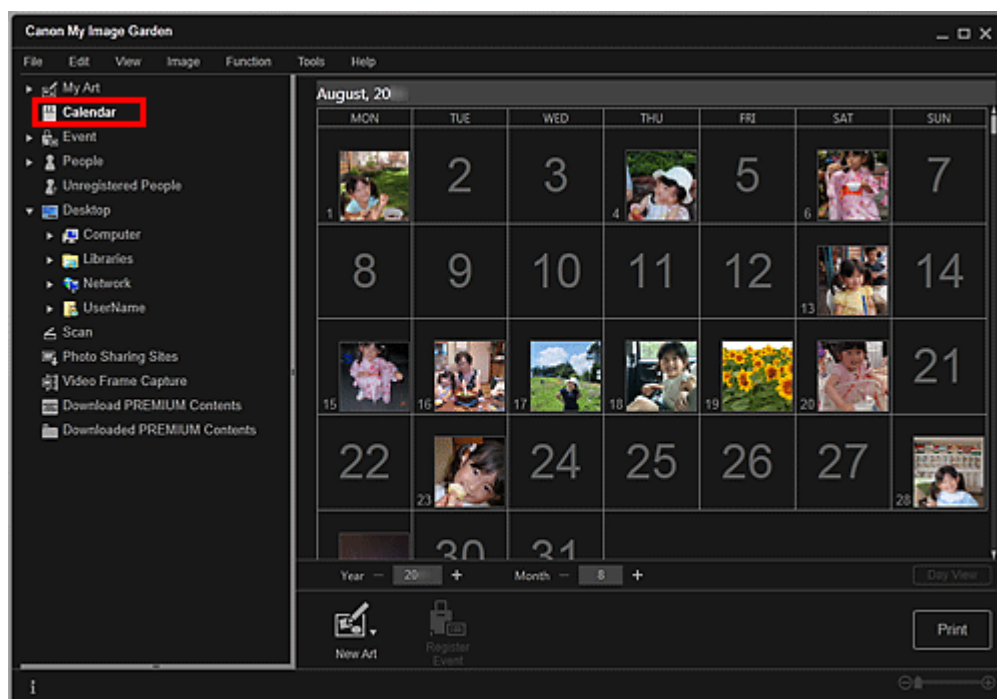 Canon My Image Garden
File Edit View Image Function Tools Help
My Art
Calendar
Event
People
Unregistered People
Desktop
Computer
Libraries
Network
UserName
Scan
Photo Sharing Sites
Video Frame Capture
Download PREMIUM Contents
Downloaded PREMIUM Contents
August, 20
MON TUE WED THU FRI SAT SUN
1 2 3 4 5 6 7
8 9 10 11 12 13 14
15 16 17 18 19 20 21
22 23 24 25 26 27 28
30 31
Year − 20 + Month − 8 + Day View
New Art
Register
Event
Print